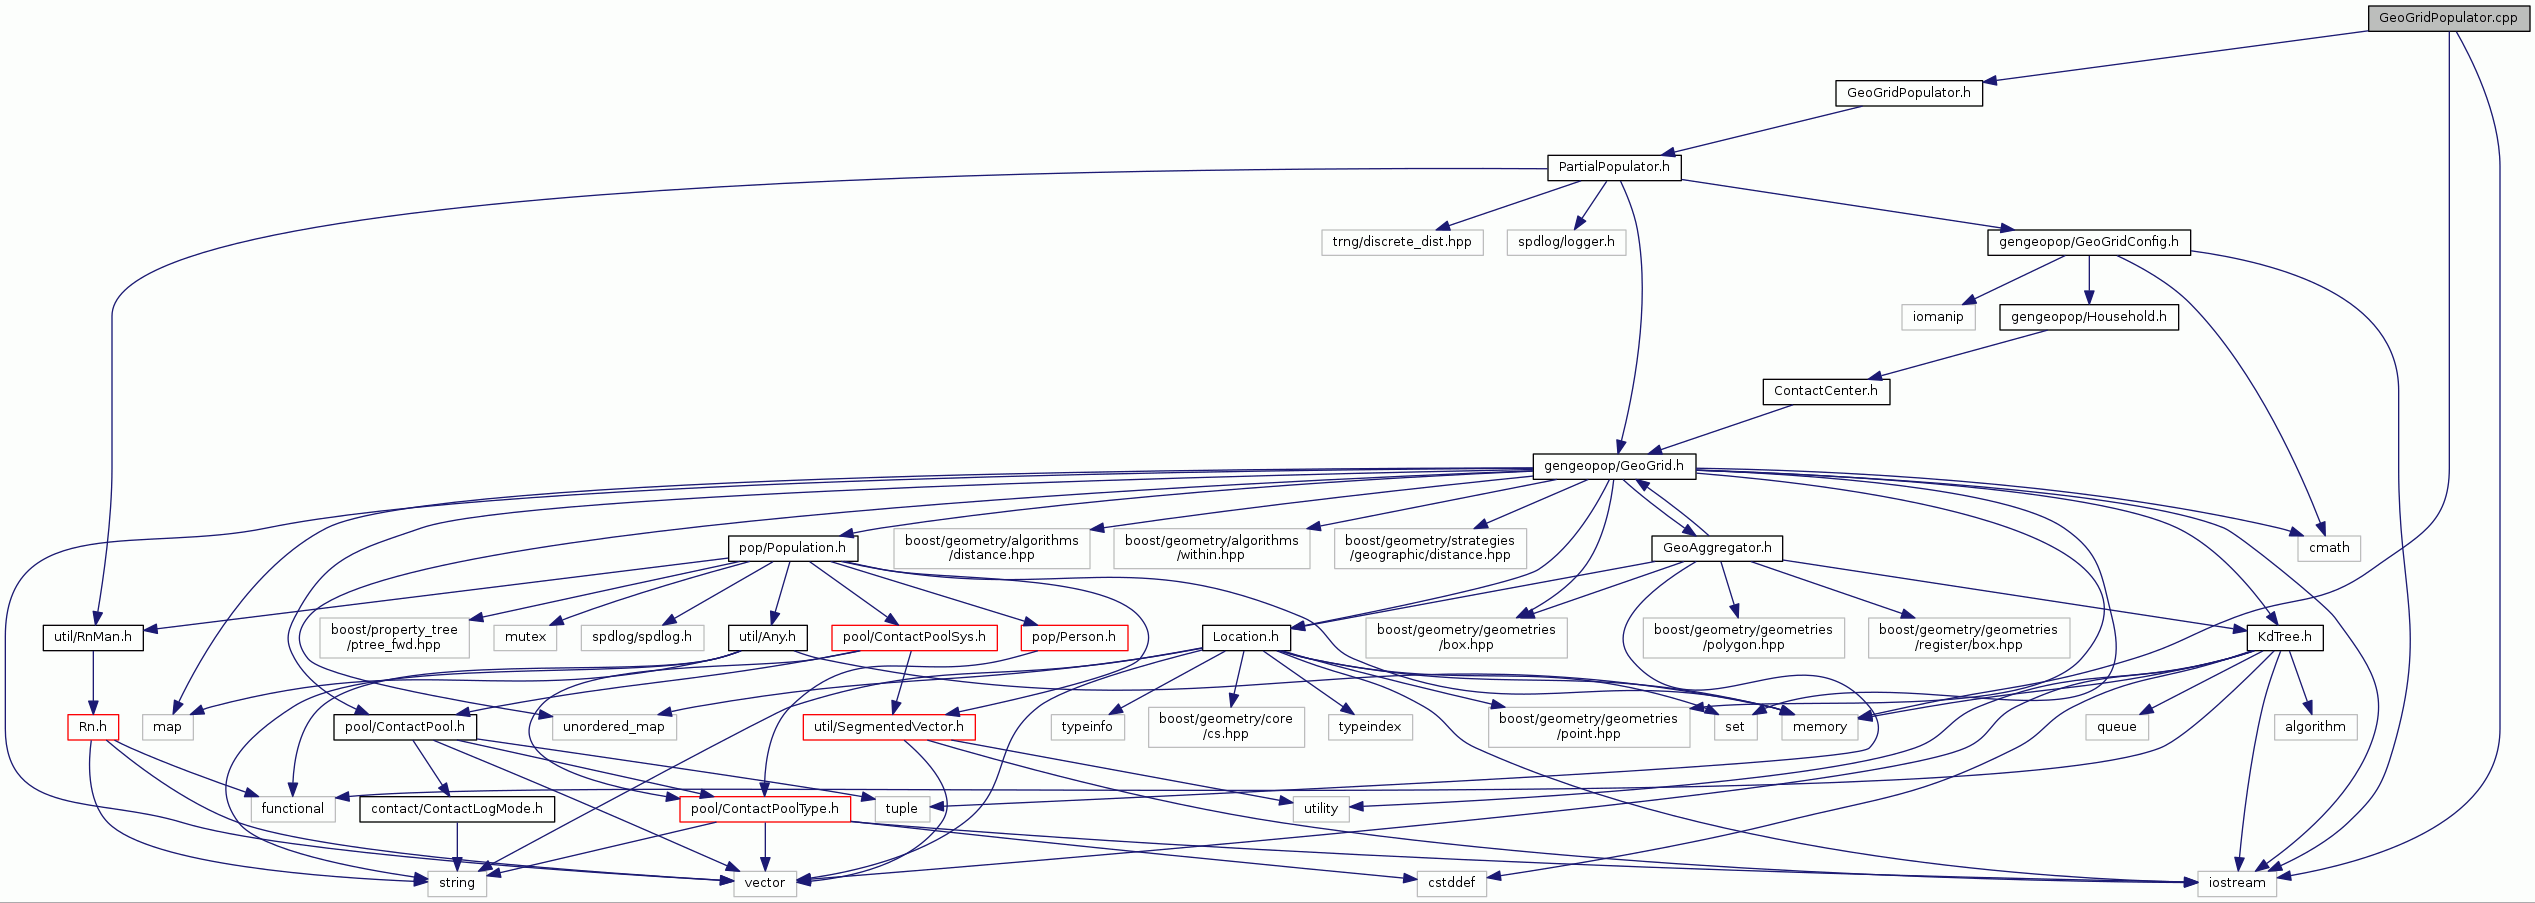 GeoGridPopulator.cpp
GeoGridPopulator.h
PartialPopulator.h
trng/discrete_dist.hpp
spdlog/logger.h
gengeopop/GeoGridConfig.h
iomanip
gengeopop/Household.h
ContactCenter.h
gengeopop/GeoGrid.h
pop/Population.h
boost/geometry/algorithms
/distance.hpp
boost/geometry/algorithms
/within.hpp
boost/geometry/strategies
/geographic/distance.hpp
GeoAggregator.h
cmath
util/RnMan.h
boost/property_tree
/ptree_fwd.hpp
mutex
spdlog/spdlog.h
util/Any.h
pool/ContactPoolSys.h
pop/Person.h
Location.h
boost/geometry/geometries
/box.hpp
boost/geometry/geometries
/polygon.hpp
boost/geometry/geometries
/register/box.hpp
KdTree.h
Rn.h
map
pool/ContactPool.h
unordered_map
util/SegmentedVector.h
typeinfo
boost/geometry/core
/cs.hpp
typeindex
boost/geometry/geometries
/point.hpp
set
memory
queue
algorithm
functional
contact/ContactLogMode.h
pool/ContactPoolType.h
tuple
utility
string
vector
cstddef
iostream